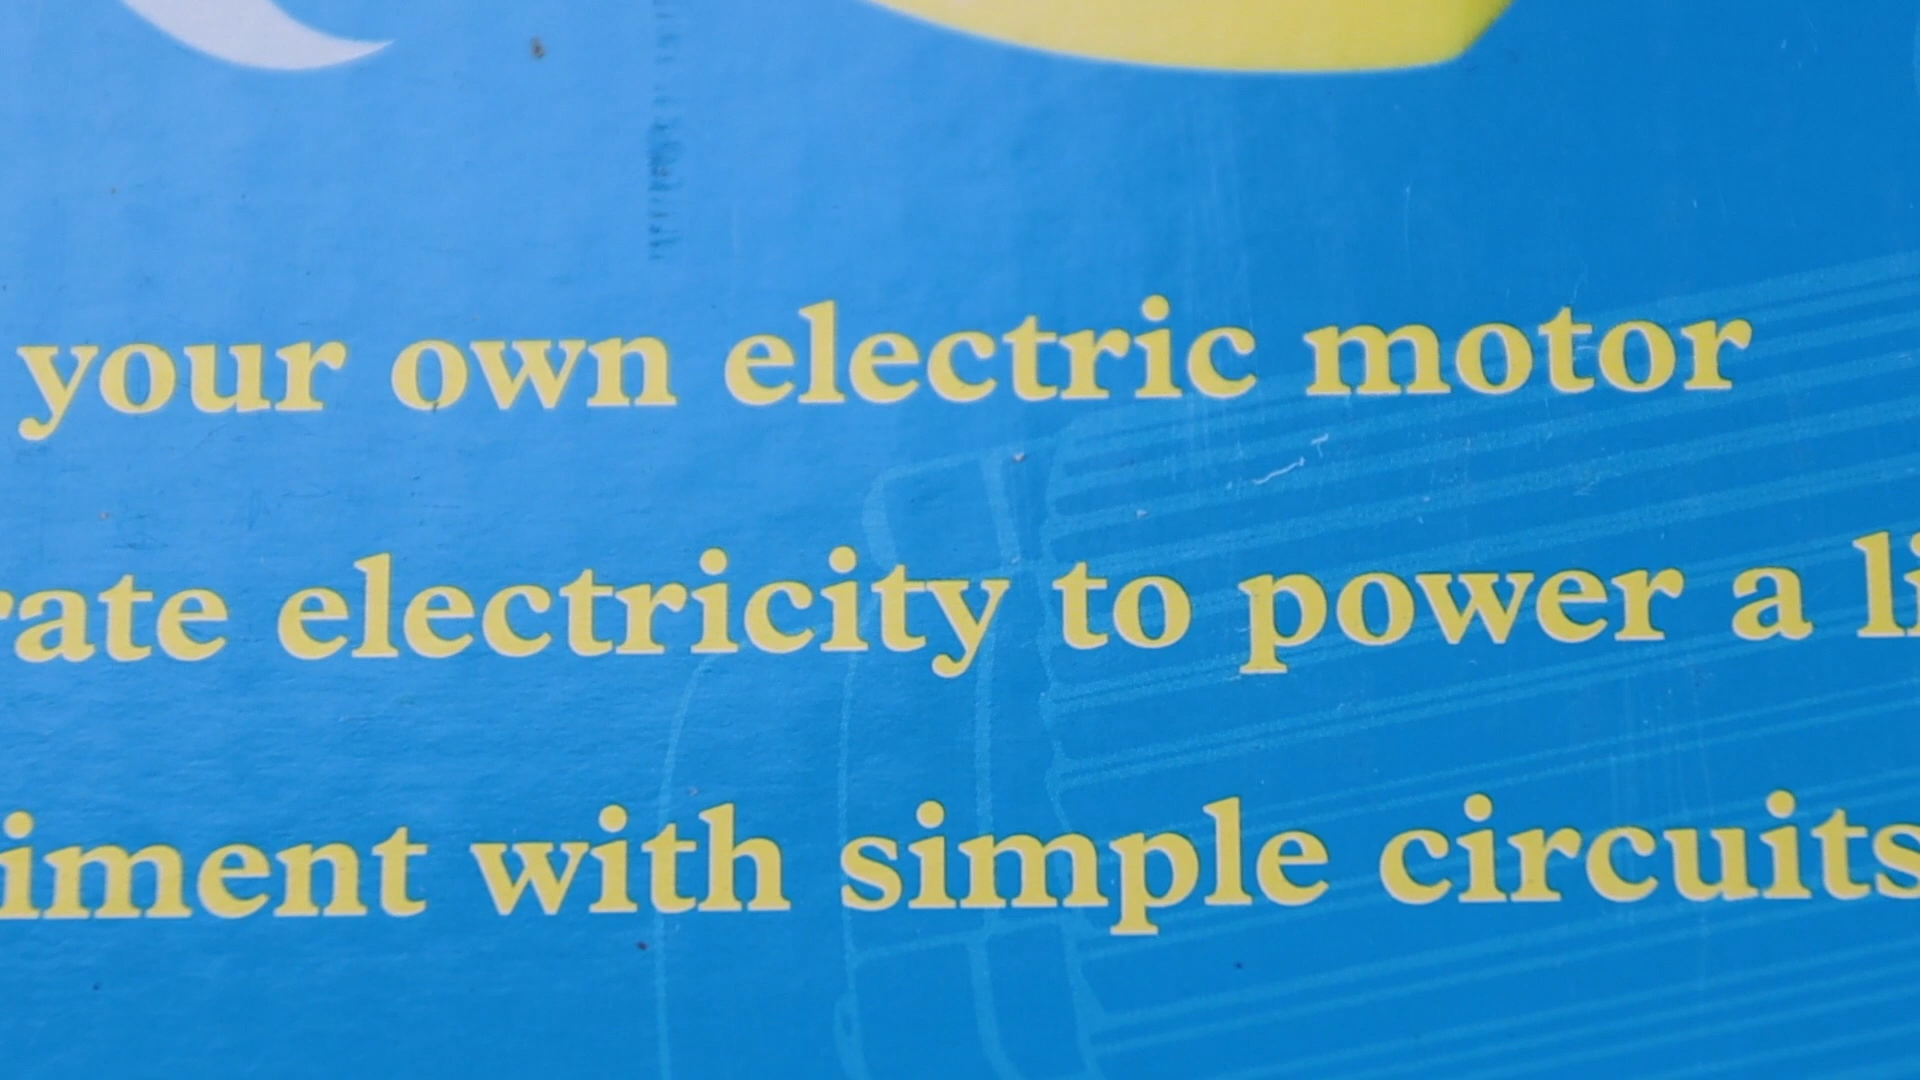 your own electric motor
rate electricity to power a li
iment with simple circuits